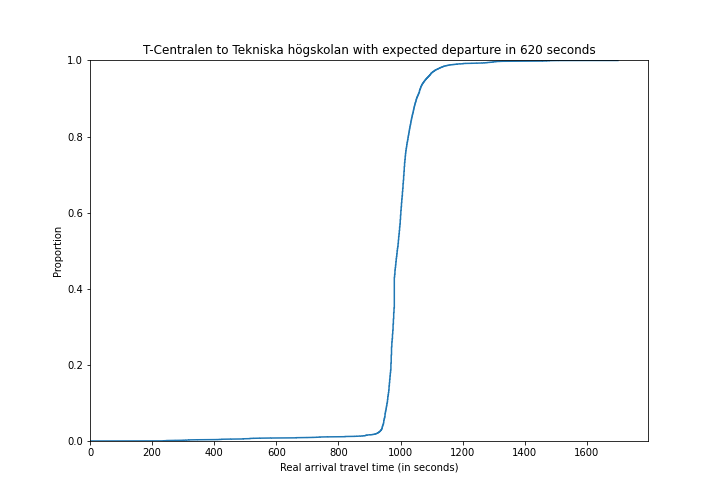 T-Centralen to Tekniska högskolan with expected departure in 620 seconds
1.0
0.8
0.6
0.4
0.2
0.0
Proportion
0 200 400 600 800 1000 1200 1400 1600
Real arrival travel time (in seconds)